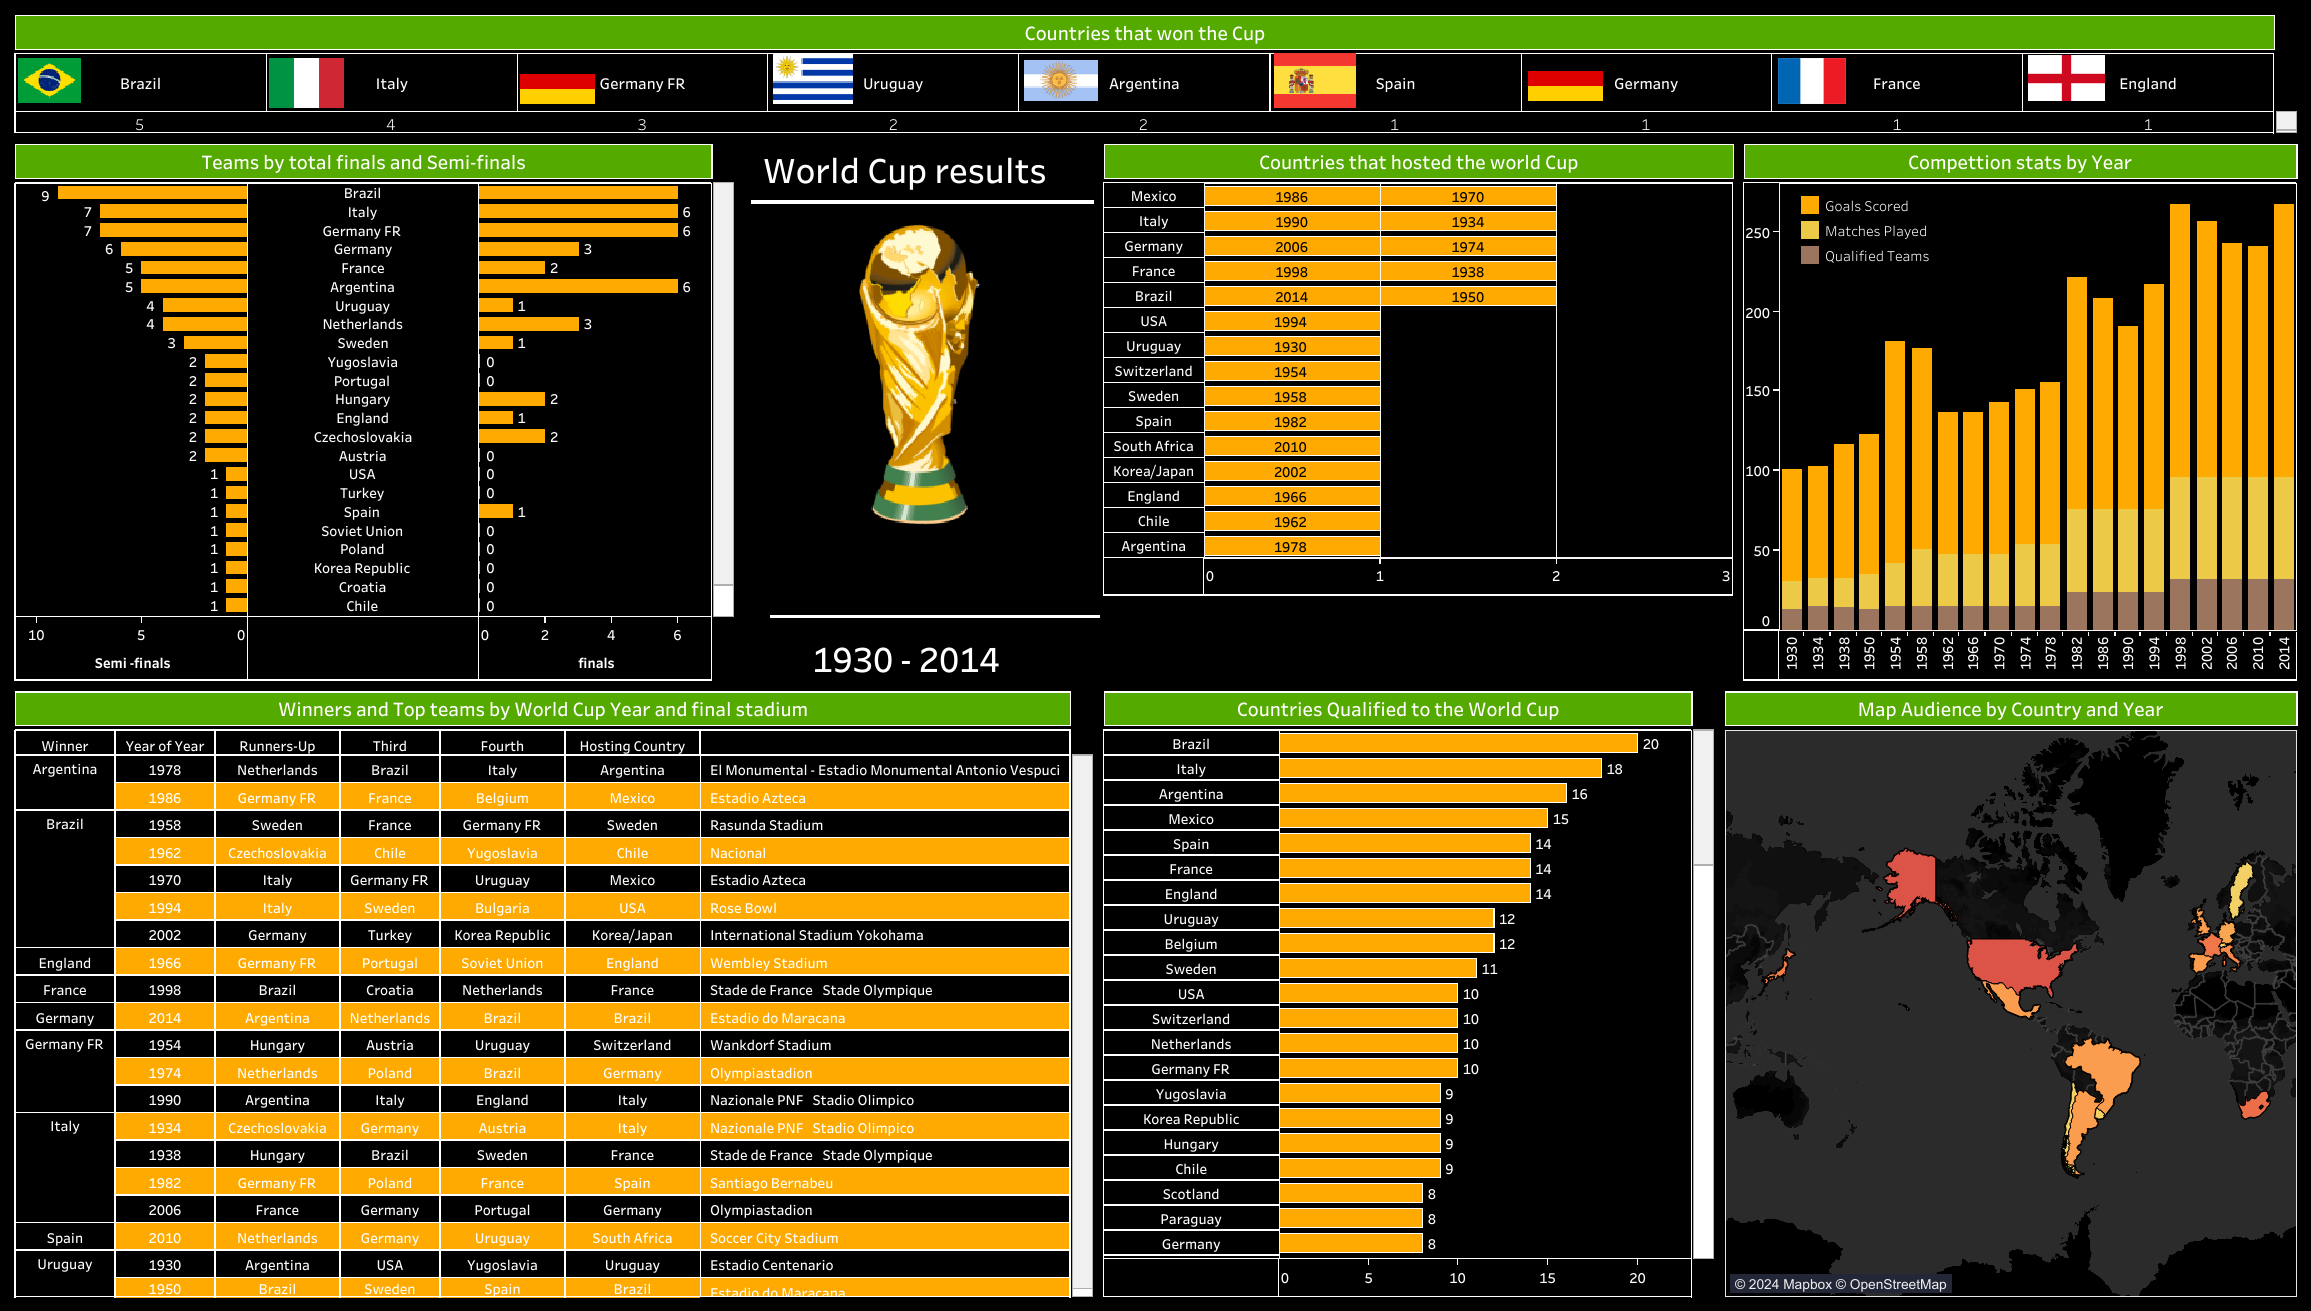 Countries that won the Cup
Brazil Italy Germany FR Uruguay Argentina Spain Germany France England
5 4 3 2 2 1 1 1 1
Teams by total finals and Semi-finals
9 Brazil
7 Italy 6
7 Germany FR 6
6 Germany 3
5 France 2
5 Argentina 6
4 Uruguay 1
4 Netherlands 3
3 Sweden 1
2 Yugoslavia 0
2 Portugal 0
2 Hungary 2
2 England 1
2 Czechoslovakia 2
2 Austria 0
1 USA 0
1 Turkey 0
1 Spain 1
1 Soviet Union 0
1 Poland 0
1 Korea Republic 0
1 Croatia 0
1 Chile 0
10 5 0 0 2 4 6
Semi -finals finals
World Cup results
1930 - 2014
Countries that hosted the world Cup
Mexico 1986 1970
Italy 1990 1934
Germany 2006 1974
France 1998 1938
Brazil 2014 1950
USA 1994
Uruguay 1930
Switzerland 1954
Sweden 1958
Spain 1982
South Africa 2010
Korea/Japan 2002
England 1966
Chile 1962
Argentina 1978
0 1 2 3
Compettion stats by Year
Goals Scored
Matches Played
Qualified Teams
250
200
150
100
50
0
1930 1934 1938 1950 1954 1958 1962 1966 1970 1974 1978 1982 1986 1990 1994 1998 2002 2006 2010 2014
Winners and Top teams by World Cup Year and final stadium
Winner Year of Year Runners-Up Third Fourth Hosting Country
Argentina 1978 Netherlands Brazil Italy Argentina El Monumental - Estadio Monumental Antonio Vespuci
1986 Germany FR France Belgium Mexico Estadio Azteca
Brazil 1958 Sweden France Germany FR Sweden Rasunda Stadium
1962 Czechoslovakia Chile Yugoslavia Chile Nacional
1970 Italy Germany FR Uruguay Mexico Estadio Azteca
1994 Italy Sweden Bulgaria USA Rose Bowl
2002 Germany Turkey Korea Republic Korea/Japan International Stadium Yokohama
England 1966 Germany FR Portugal Soviet Union England Wembley Stadium
France 1998 Brazil Croatia Netherlands France Stade de France Stade Olympique
Germany 2014 Argentina Netherlands Brazil Brazil Estadio do Maracana
Germany FR 1954 Hungary Austria Uruguay Switzerland Wankdorf Stadium
1974 Netherlands Poland Brazil Germany Olympiastadion
1990 Argentina Italy England Italy Nazionale PNF Stadio Olimpico
Italy 1934 Czechoslovakia Germany Austria Italy Nazionale PNF Stadio Olimpico
1938 Hungary Brazil Sweden France Stade de France Stade Olympique
1982 Germany FR Poland France Spain Santiago Bernabeu
2006 France Germany Portugal Germany Olympiastadion
Spain 2010 Netherlands Germany Uruguay South Africa Soccer City Stadium
Uruguay 1930 Argentina USA Yugoslavia Uruguay Estadio Centenario
1950 Brazil Sweden Spain Brazil Estadio do Maracana
Countries Qualified to the World Cup
Brazil 20
Italy 18
Argentina 16
Mexico 15
Spain 14
France 14
England 14
Uruguay 12
Belgium 12
Sweden 11
USA 10
Switzerland 10
Netherlands 10
Germany FR 10
Yugoslavia 9
Korea Republic 9
Hungary 9
Chile 9
Scotland 8
Paraguay 8
Germany 8
0 5 10 15 20
Map Audience by Country and Year
© 2024 Mapbox © OpenStreetMap